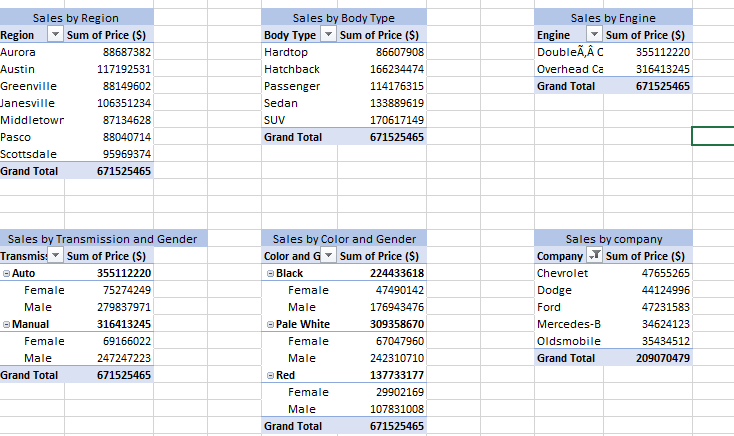 Sales by Region
Region Sum of Price ($)
Aurora 88687382
Austin 117192531
Greenville 88149602
Janesville 106351234
Middletown 87134628
Pasco 88040714
Scottsdale 95969374
Grand Total 671525465
Sales by Body Type
Body Type Sum of Price ($)
Hardtop 86607908
Hatchback 166234474
Passenger 114176315
Sedan 133889619
SUV 170617149
Grand Total 671525465
Sales by Engine
Engine Sum of Price ($)
DoubleÃ‚Â C 355112220
Overhead Ca 316413245
Grand Total 671525465
Sales by Transmission and Gender
Transmis Sum of Price ($)
Auto 355112220
Female 75274249
Male 279837971
Manual 316413245
Female 69166022
Male 247247223
Grand Total 671525465
Sales by Color and Gender
Color and G Sum of Price ($)
Black 224433618
Female 47490142
Male 176943476
Pale White 309358670
Female 67047960
Male 242310710
Red 137733177
Female 29902169
Male 107831008
Grand Total 671525465
Sales by company
Company Sum of Price ($)
Chevrolet 47655265
Dodge 44124996
Ford 47231583
Mercedes-B 34624123
Oldsmobile 35434512
Grand Total 209070479